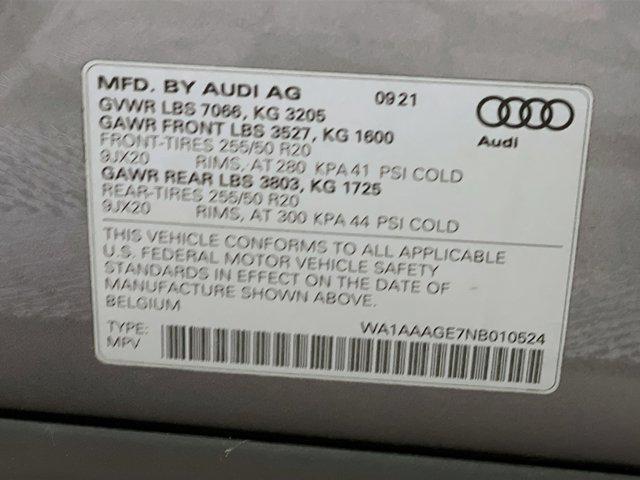 MFD. BY AUDI AG 09 21
GVWR LBS 7066, KG 3205
GAWR FRONT LBS 3527, KG 1600
FRONT-TIRES 255/50 R20
9JX20 RIMS, AT 280 KPA 41 PSI COLD
GAWR REAR LBS 3803, KG 1725
REAR-TIRES 255/50 R20
9JX20 RIMS, AT 300 KPA 44 PSI COLD
Audi
THIS VEHICLE CONFORMS TO ALL APPLICABLE
U.S. FEDERAL MOTOR VEHICLE SAFETY
STANDARDS IN EFFECT ON THE DATE OF
MANUFACTURE SHOWN ABOVE.
BELGIUM
TYPE:
MPV
WA1AAAGE7NB010524